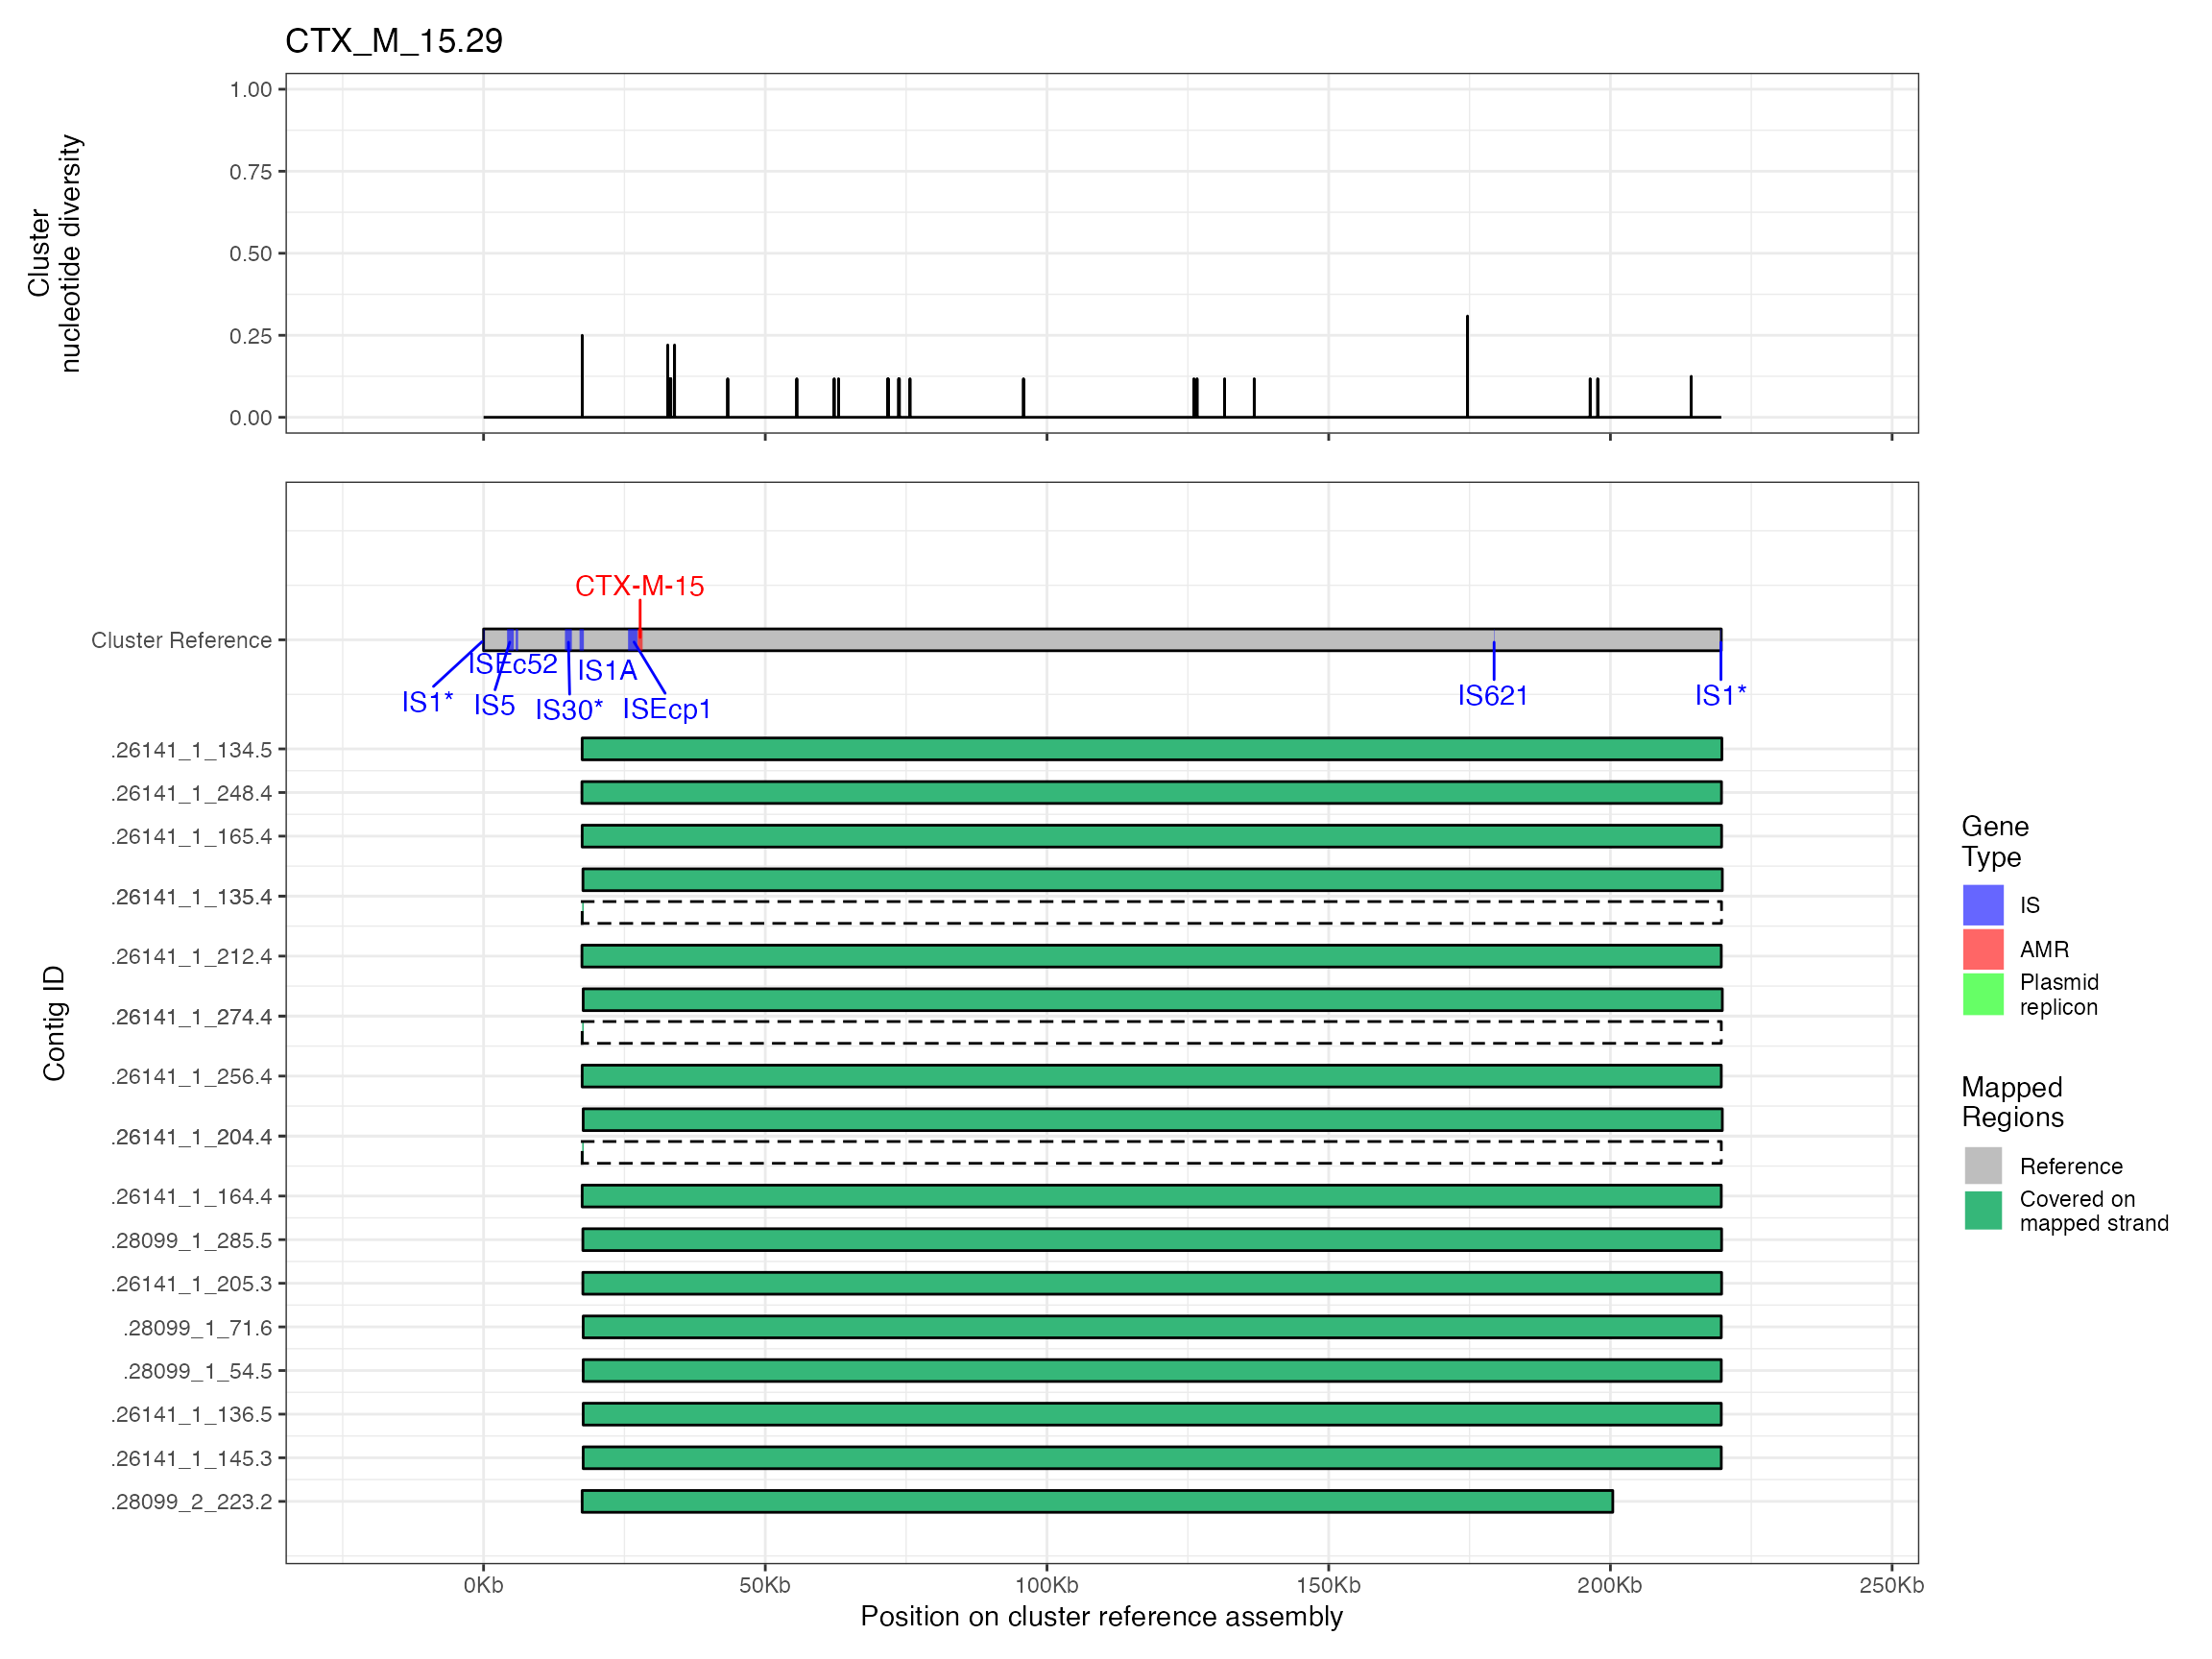 CTX_M_15.29
Cluster
nucleotide diversity
1.00
0.75
0.50
0.25
0.00
CTX-M-15
Cluster Reference
ISEc52
IS1A
IS1*
IS5
IS30*
ISEcp1
IS621
IS1*
Contig ID
.26141_1_134.5
.26141_1_248.4
.26141_1_165.4
.26141_1_135.4
.26141_1_212.4
.26141_1_274.4
.26141_1_256.4
.26141_1_204.4
.26141_1_164.4
.28099_1_285.5
.26141_1_205.3
.28099_1_71.6
.28099_1_54.5
.26141_1_136.5
.26141_1_145.3
.28099_2_223.2
0Kb 50Kb 100Kb 150Kb 200Kb 250Kb
Position on cluster reference assembly
Gene
Type
IS
AMR
Plasmid
replicon
Mapped
Regions
Reference
Covered on
mapped strand